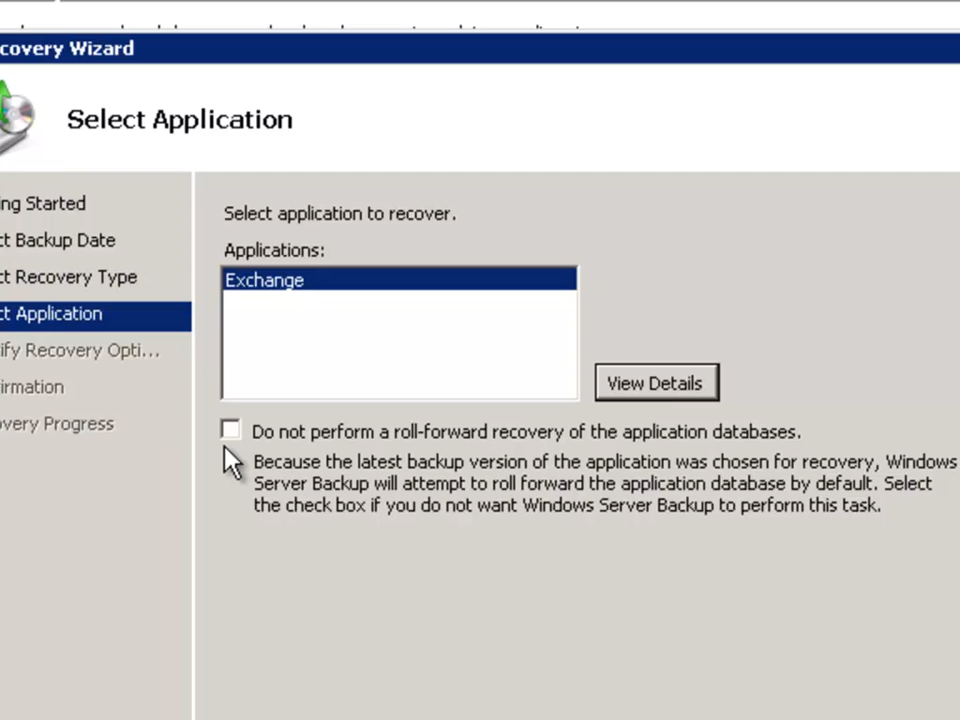 covery Wizard
Select Application
ing Started
ct Backup Date
ct Recovery Type
ct Application
ify Recovery Opti...
irmation
overy Progress
Select application to recover.
Applications:
Exchange
View Details
Do not perform a roll-forward recovery of the application databases.
Because the latest backup version of the application was chosen for recovery, Windows
Server Backup will attempt to roll forward the application database by default. Select
the check box if you do not want Windows Server Backup to perform this task.